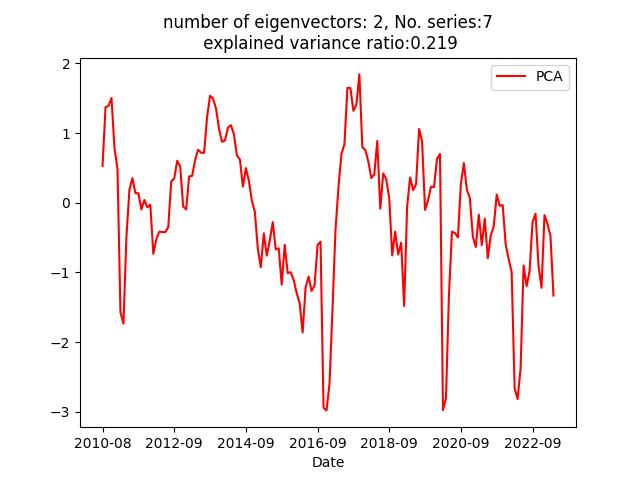 number of eigenvectors: 2, No. series:7
explained variance ratio:0.219
PCA
2
1
0
−1
−2
−3
2010-08 2012-09 2014-09 2016-09 2018-09 2020-09 2022-09
Date